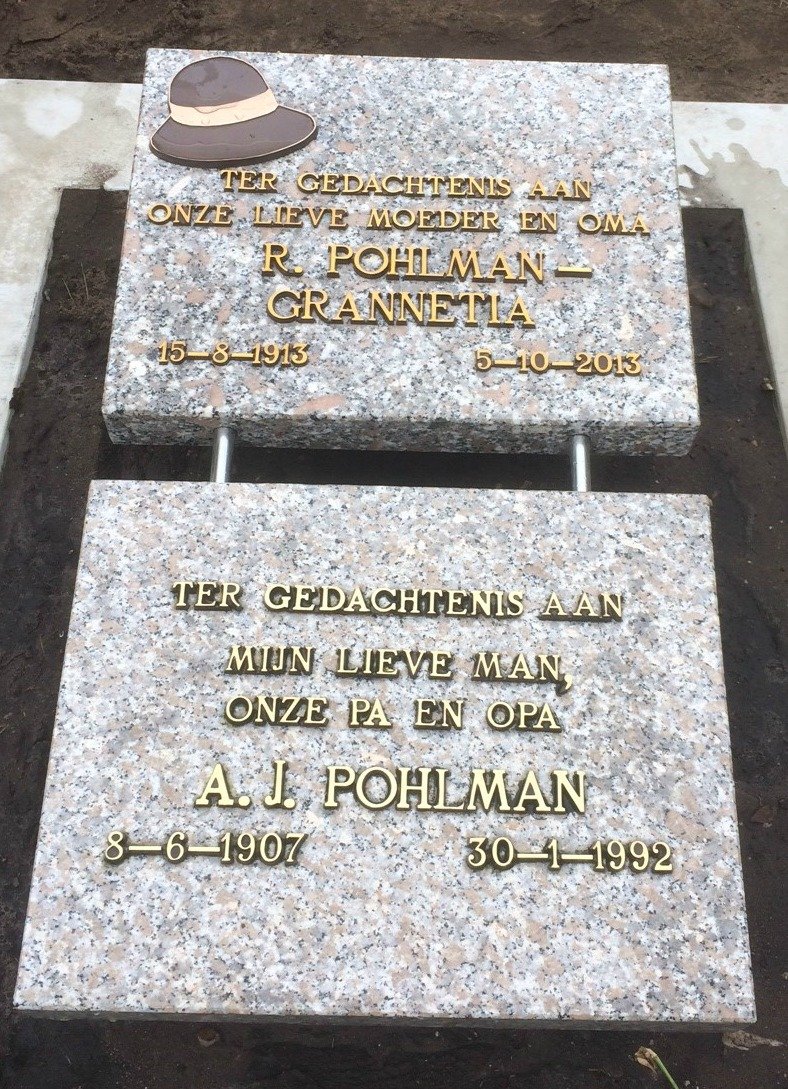 TER GEDACHTENIS AAN
ONZE LIEVE MOEDER EN OMA
R. POHLMAN–
GRANNETIA
15–8–1913 5–10–2013
TER GEDACHTENIS AAN
MIJN LIEVE MAN,
ONZE PA EN OPA
A. J. POHLMAN
8–6–1907 30–1–1992